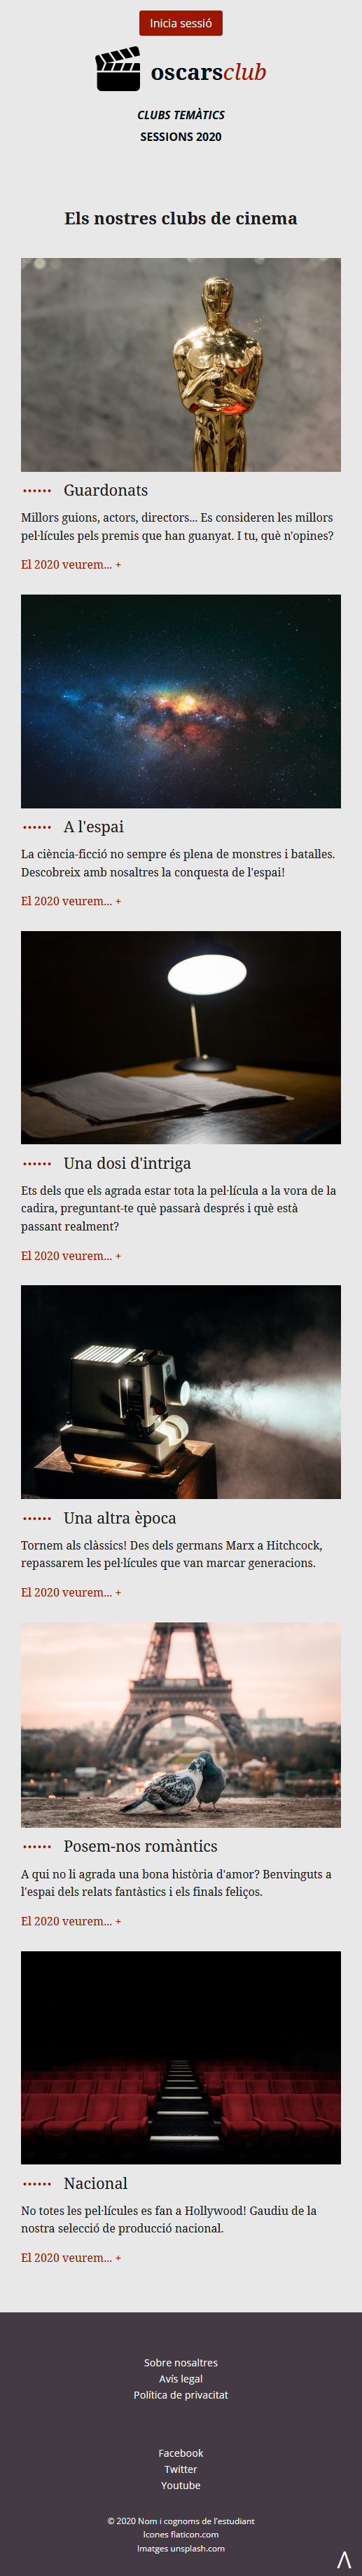 Inicia sessió
oscarsclub
CLUBS TEMÀTICS
SESSIONS 2020
Els nostres clubs de cinema
Guardonats
Millors guions, actors, directors... Es consideren les millors
pel·lícules pels premis que han guanyat. I tu, què n'opines?
El 2020 veurem... +
A l'espai
La ciència-ficció no sempre és plena de monstres i batalles.
Descobreix amb nosaltres la conquesta de l'espai!
El 2020 veurem... +
Una dosi d'intriga
Ets dels que els agrada estar tota la pel·lícula a la vora de la
cadira, preguntant-te què passarà després i què està
passant realment?
El 2020 veurem... +
Una altra època
Tornem als clàssics! Des dels germans Marx a Hitchcock,
repassarem les pel·lícules que van marcar generacions.
El 2020 veurem... +
Posem-nos romàntics
A qui no li agrada una bona història d'amor? Benvinguts a
l'espai dels relats fantàstics i els finals feliços.
El 2020 veurem... +
Nacional
No totes les pel·lícules es fan a Hollywood! Gaudiu de la
nostra selecció de producció nacional.
El 2020 veurem... +
Sobre nosaltres
Avís legal
Política de privacitat
Facebook
Twitter
Youtube
© 2020 Nom i cognoms de l'estudiant
Icones flaticon.com
Imatges unsplash.com